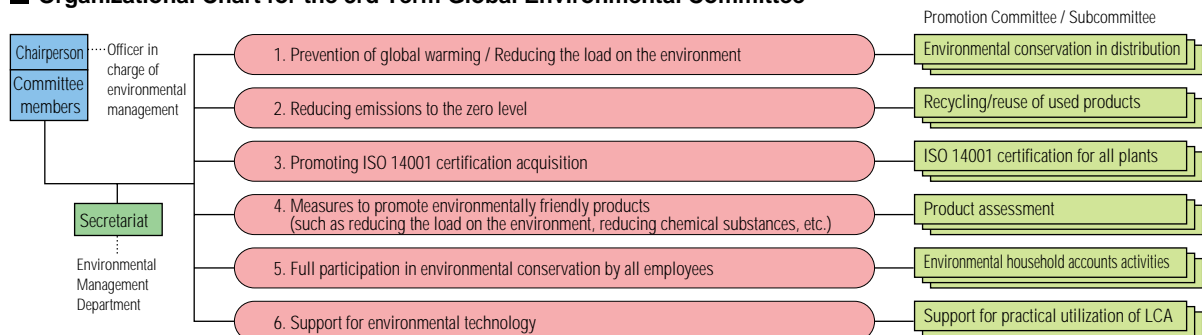 ■ Organizational Chart for the 3rd Term Global Environmental Committee
Promotion Committee / Subcommittee
Chairperson
Officer in
charge of
environmental
management
Committee
members
Secretariat
Environmental
Management
Department
1. Prevention of global warming / Reducing the load on the environment
Environmental conservation in distribution
2. Reducing emissions to the zero level
Recycling/reuse of used products
3. Promoting ISO 14001 certification acquisition
ISO 14001 certification for all plants
4. Measures to promote environmentally friendly products
(such as reducing the load on the environment, reducing chemical substances, etc.)
Product assessment
5. Full participation in environmental conservation by all employees
Environmental household accounts activities
6. Support for environmental technology
Support for practical utilization of LCA